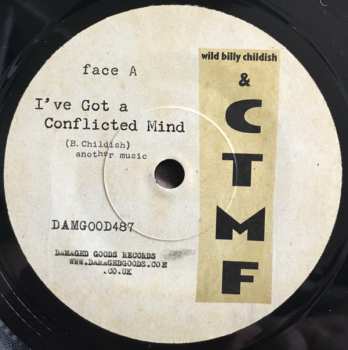 face A
I've Got a
Conflicted Mind
(B. Childish)
another music
DAMGOOD487
DAMAGED GOODS RECORDS
WWW.DAMAGEDGOODS.COM
.CO.UK
wild billy childish
&
C
T
M
F